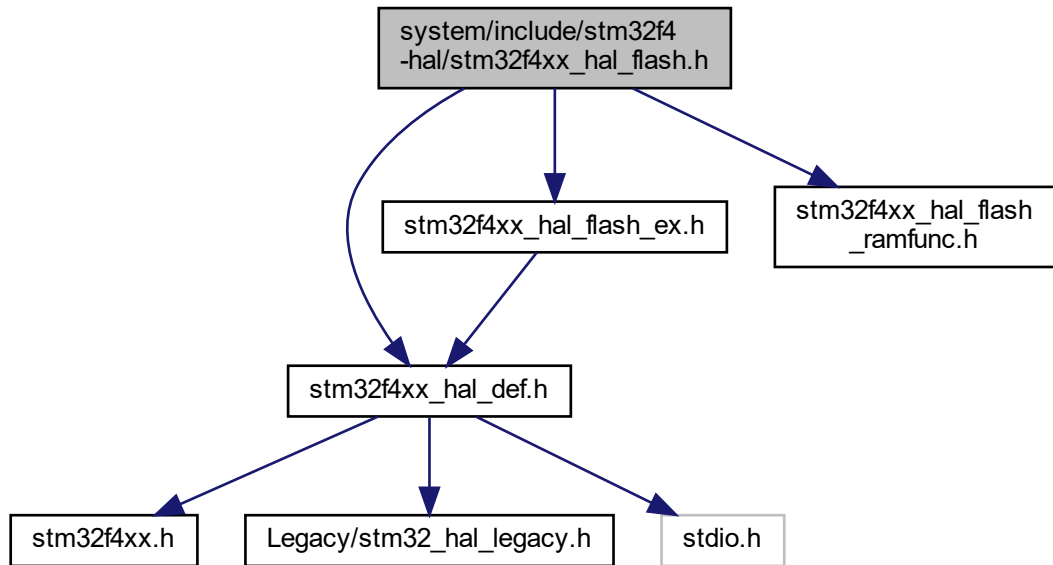 system/include/stm32f4
-hal/stm32f4xx_hal_flash.h
stm32f4xx_hal_flash_ex.h
stm32f4xx_hal_flash
_ramfunc.h
stm32f4xx_hal_def.h
stm32f4xx.h
Legacy/stm32_hal_legacy.h
stdio.h